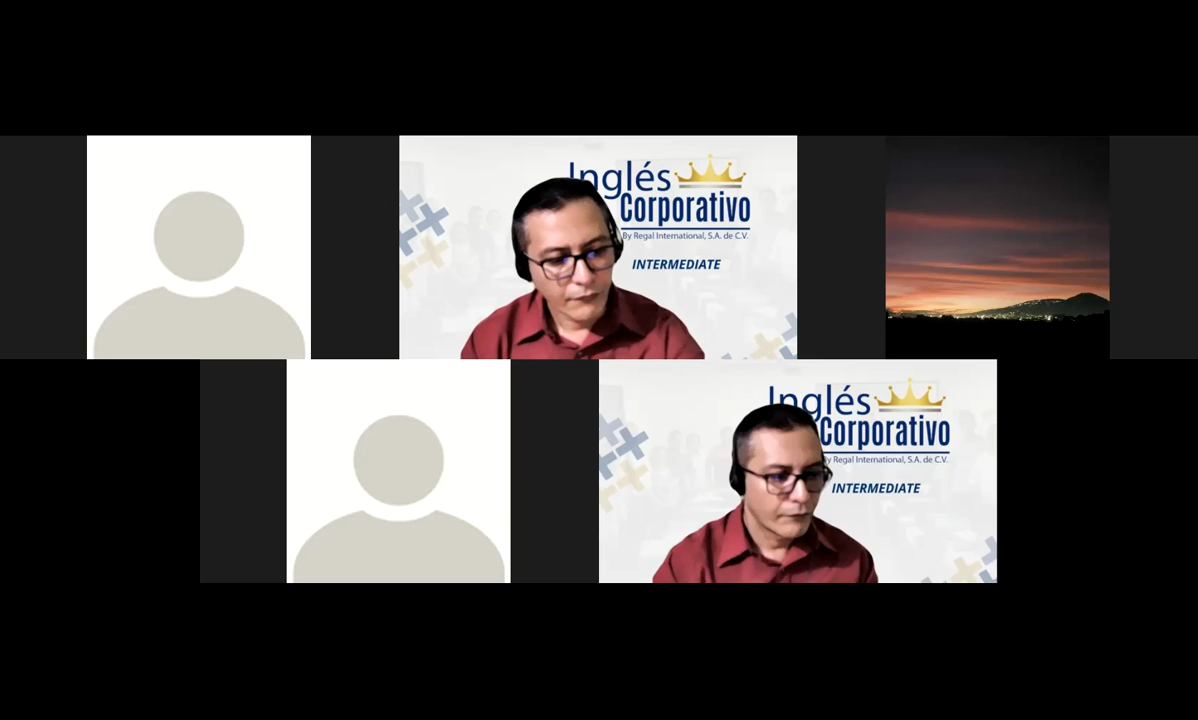 Inglés
Corporativo
By Regal International, S.A. de C.V.
INTERMEDIATE
Inglés
Corporativo
By Regal International, S.A. de C.V.
INTERMEDIATE